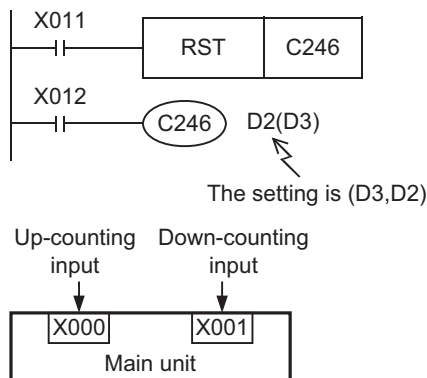 X011
RST C246
X012
C246 D2(D3)
The setting is (D3,D2)
Up-counting input
Down-counting input
X000 X001
Main unit